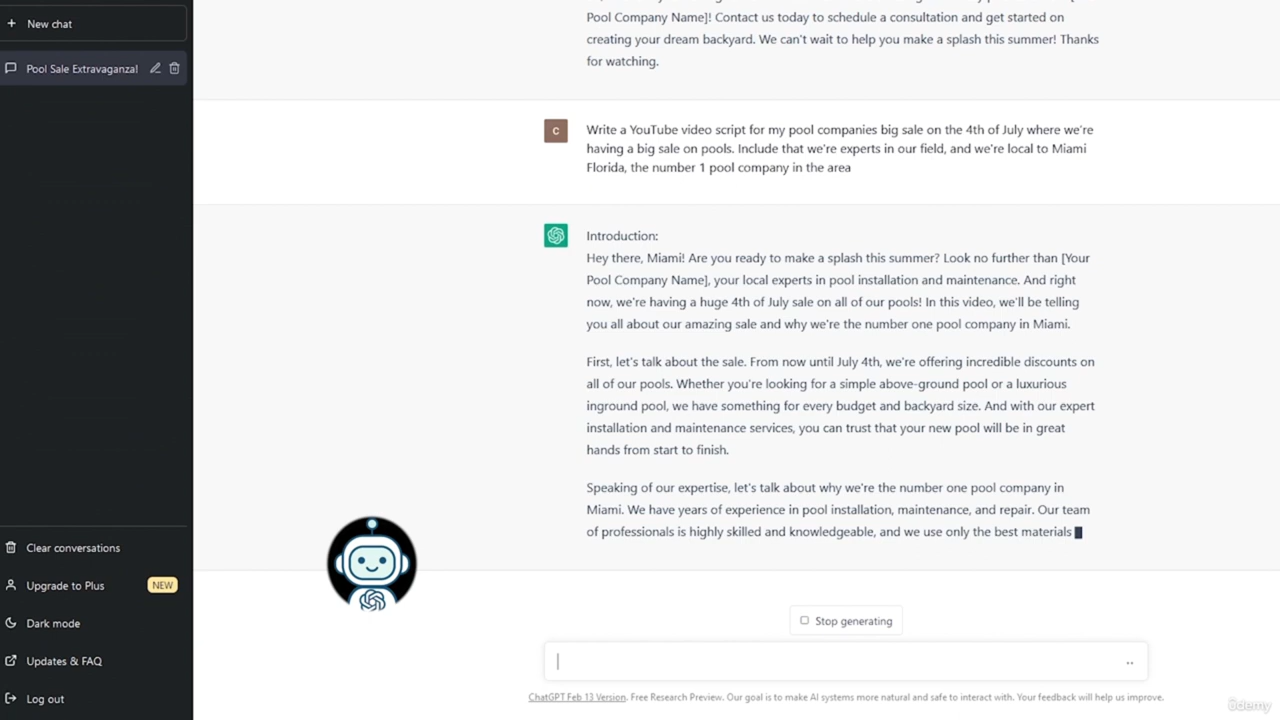 New chat
Pool Sale Extravaganza!
Clear conversations
Upgrade to Plus
NEW
Dark mode
Updates & FAQ
Log out
Pool Company Name]! Contact us today to schedule a consultation and get started on
creating your dream backyard. We can't wait to help you make a splash this summer! Thanks
for watching.
C
Write a YouTube video script for my pool companies big sale on the 4th of July where we're
having a big sale on pools. Include that we're experts in our field, and we're local to Miami
Florida, the number 1 pool company in the area
Introduction:
Hey there, Miami! Are you ready to make a splash this summer? Look no further than [Your
Pool Company Name], your local experts in pool installation and maintenance. And right
now, we're having a huge 4th of July sale on all of our pools! In this video, we'll be telling
you all about our amazing sale and why we're the number one pool company in Miami.
First, let's talk about the sale. From now until July 4th, we're offering incredible discounts on
all of our pools. Whether you're looking for a simple above-ground pool or a luxurious
inground pool, we have something for every budget and backyard size. And with our expert
installation and maintenance services, you can trust that your new pool will be in great
hands from start to finish.
Speaking of our expertise, let's talk about why we're the number one pool company in
Miami. We have years of experience in pool installation, maintenance, and repair. Our team
of professionals is highly skilled and knowledgeable, and we use only the best materials
Stop generating
ChatGPT Feb 13 Version. Free Research Preview. Our goal is to make AI systems more natural and safe to interact with. Your feedback will help us improve.
ûdemy